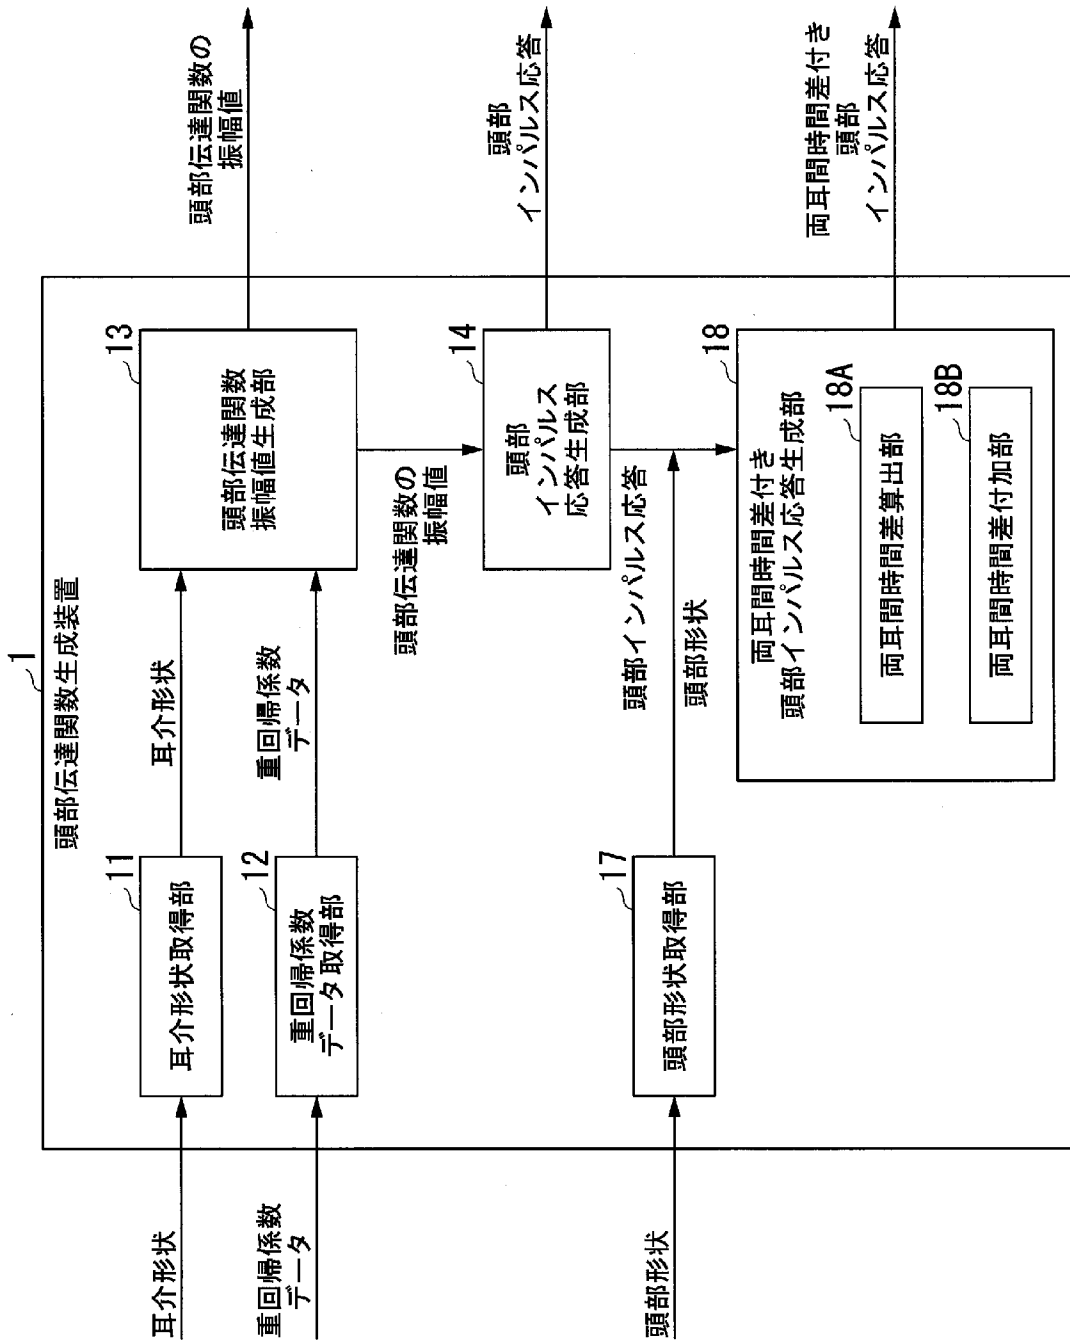 1
頭部伝達関数生成装置
耳介形状
11
耳介形状取得部
耳介形状
重回帰係数
データ
12
重回帰係数
データ取得部
重回帰係数
データ
13
頭部伝達関数
振幅値生成部
頭部伝達関数の
振幅値
頭部伝達関数の
振幅値
14
頭部
インパルス
応答生成部
頭部
インパルス応答
頭部インパルス応答
頭部形状
17
頭部形状取得部
頭部形状
18
両耳間時間差付き
頭部インパルス応答生成部
18A
両耳間時間差算出部
18B
両耳間時間差付加部
両耳間時間差付き
頭部
インパルス応答